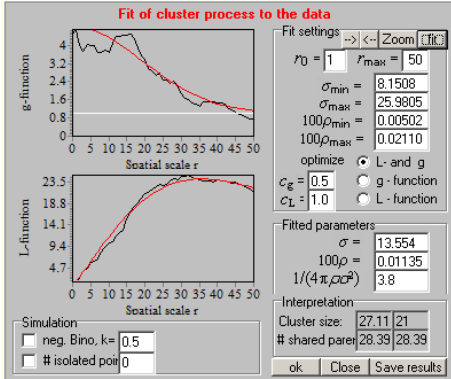 Fit of cluster process to the data
g-function
4.6
3.8
3.1
2.4
1.6
0.8
0 5 10 15 20 25 30 35 40 45 50
Spatial scale r
L-function
23.5
18.8
14.1
9.4
4.7
0 5 10 15 20 25 30 35 40 45 50
Spatial scale r
Simulation
neg. Bino, k= 0.5
# isolated poir 0
Fit settings
--> <-- Zoom fit
r0 = 1 rmax = 50
σmin = 8.1508
σmax = 25.9805
100ρmin = 0.00502
100ρmax = 0.02110
optimize L- and g
cg = 0.5 g - function
cL = 1.0 L - function
Fitted parameters
σ = 13.554
100ρ = 0.01135
1/(4πρσ²) 3.8
Interpretation
Cluster size: 27.11 21
# shared parer 28.39 28.39
ok Close Save results